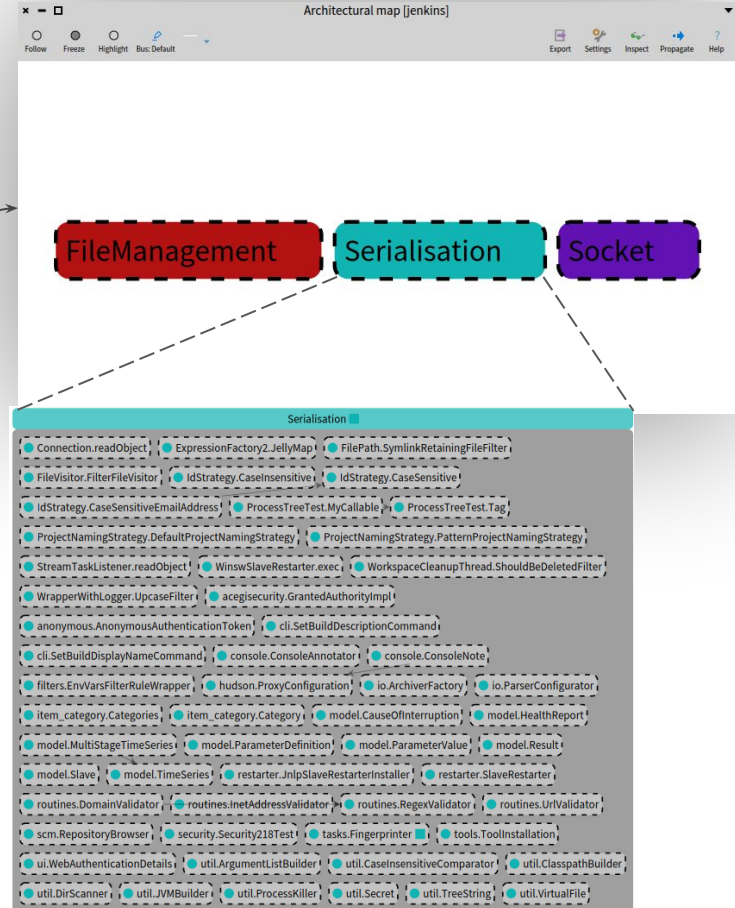 Architectural map [jenkins]
Follow Freeze Highlight Bus: Default Export Settings Inspect Propagate ? Help
FileManagement Serialisation Socket
Serialisation
Connection.readObject ExpressionFactory2.JellyMap FilePath.SymlinkRetainingFileFilter
FileVisitor.FilterFileVisitor IdStrategy.CaseInsensitive IdStrategy.CaseSensitive
IdStrategy.CaseSensitiveEmailAddress ProcessTreeTest.MyCallable ProcessTreeTest.Tag
ProjectNamingStrategy.DefaultProjectNamingStrategy ProjectNamingStrategy.PatternProjectNamingStrategy
StreamTaskListener.readObject WinswSlaveRestarter.exec WorkspaceCleanupThread.ShouldBeDeletedFilter
WrapperWithLogger.UpcaseFilter acegisecurity.GrantedAuthorityImpl
anonymous.AnonymousAuthenticationToken cli.SetBuildDescriptionCommand
cli.SetBuildDisplayNameCommand console.ConsoleAnnotator console.ConsoleNote
filters.EnvVarsFilterRuleWrapper hudson.ProxyConfiguration io.ArchiverFactory io.ParserConfigurator
item_category.Categories item_category.Category model.CauseOfInterruption model.HealthReport
model.MultiStageTimeSeries model.ParameterDefinition model.ParameterValue model.Result
model.Slave model.TimeSeries restarter.JnlpSlaveRestarterInstaller restarter.SlaveRestarter
routines.DomainValidator routines.InetAddressValidator routines.RegexValidator routines.UrlValidator
scm.RepositoryBrowser security.Security218Test tasks.Fingerprinter tools.ToolInstallation
ui.WebAuthenticationDetails util.ArgumentListBuilder util.CaseInsensitiveComparator util.ClasspathBuilder
util.DirScanner util.JVMBuilder util.ProcessKiller util.Secret util.TreeString util.VirtualFile